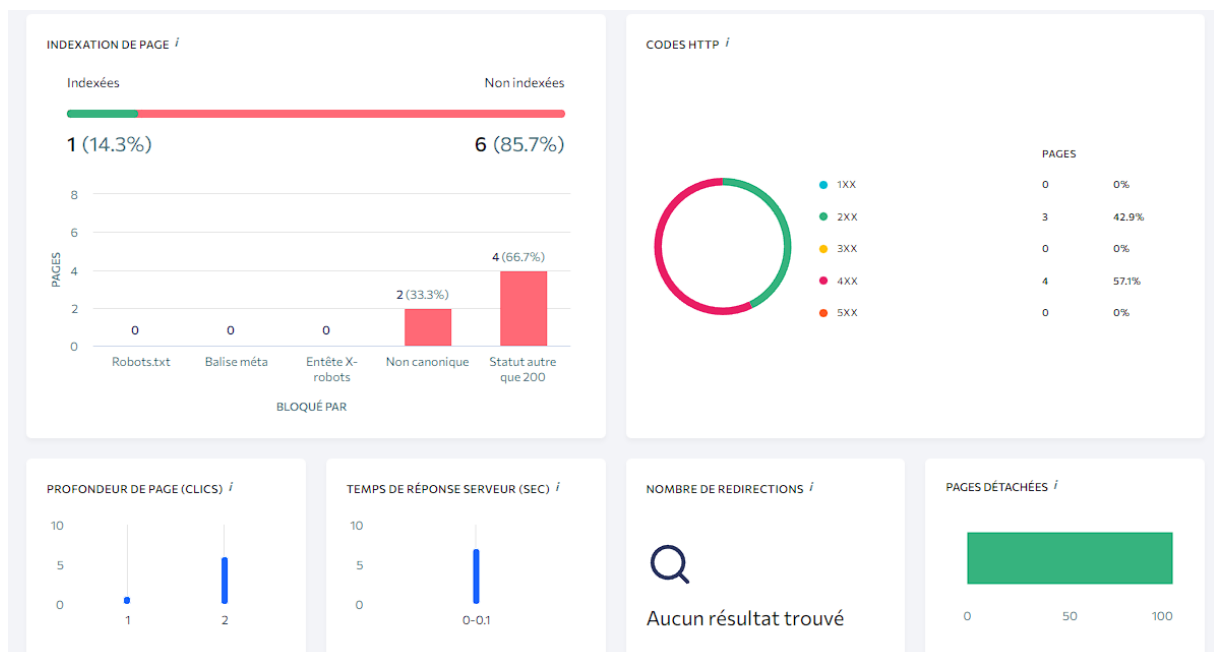 INDEXATION DE PAGE i
Indexées Non indexées
1 (14.3%) 6 (85.7%)
8
6
4
2
0
PAGES
0 0 0 2 (33.3%) 4 (66.7%)
Robots.txt Balise méta Entête X-robots Non canonique Statut autre que 200
BLOQUÉ PAR
CODES HTTP i
PAGES
1XX 0 0%
2XX 3 42.9%
3XX 0 0%
4XX 4 57.1%
5XX 0 0%
PROFONDEUR DE PAGE (CLICS) i
10
5
0
1 2
TEMPS DE RÉPONSE SERVEUR (SEC) i
10
5
0
0-0.1
NOMBRE DE REDIRECTIONS i
Aucun résultat trouvé
PAGES DÉTACHÉES i
0 50 100